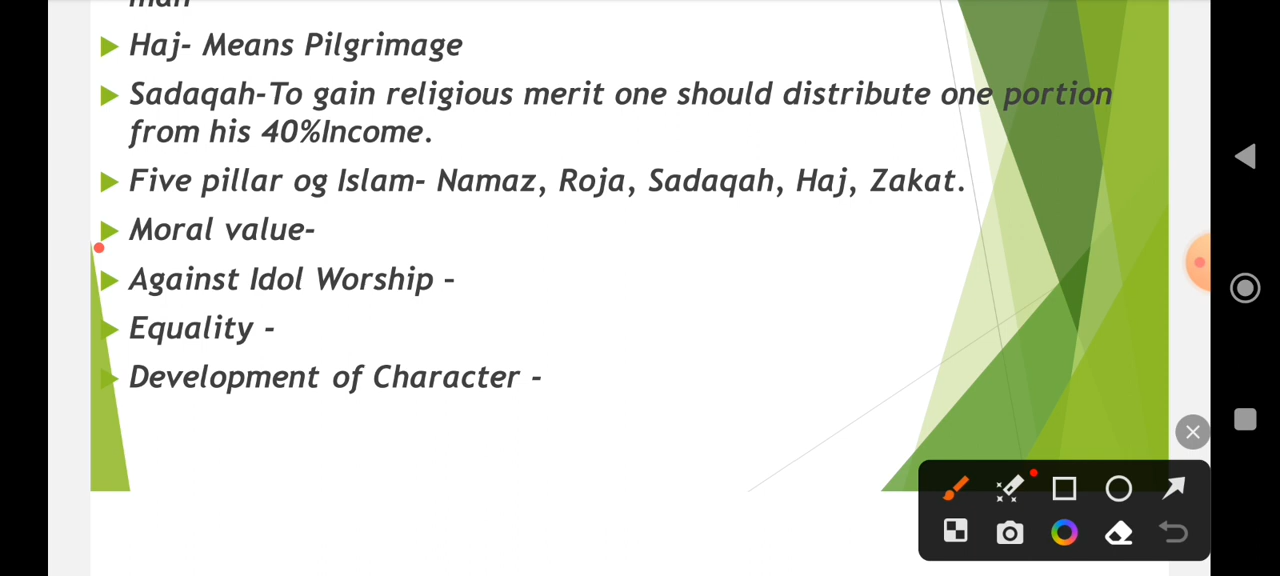 man
Haj- Means Pilgrimage
Sadaqah-To gain religious merit one should distribute one portion
from his 40%Income.
Five pillar og Islam- Namaz, Roja, Sadaqah, Haj, Zakat.
Moral value-
Against Idol Worship –
Equality -
Development of Character -